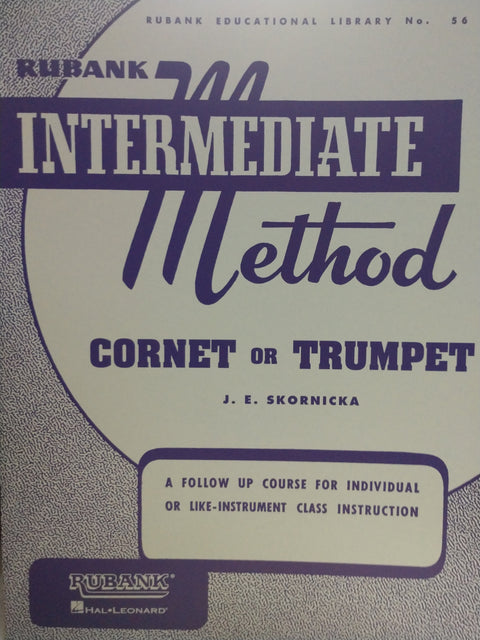 RUBANK EDUCATIONAL LIBRARY No. 56
RUBANK
INTERMEDIATE
Method
CORNET OR TRUMPET
J. E. SKORNICKA
A FOLLOW UP COURSE FOR INDIVIDUAL
OR LIKE-INSTRUMENT CLASS INSTRUCTION
RUBANK®
HAL•LEONARD®